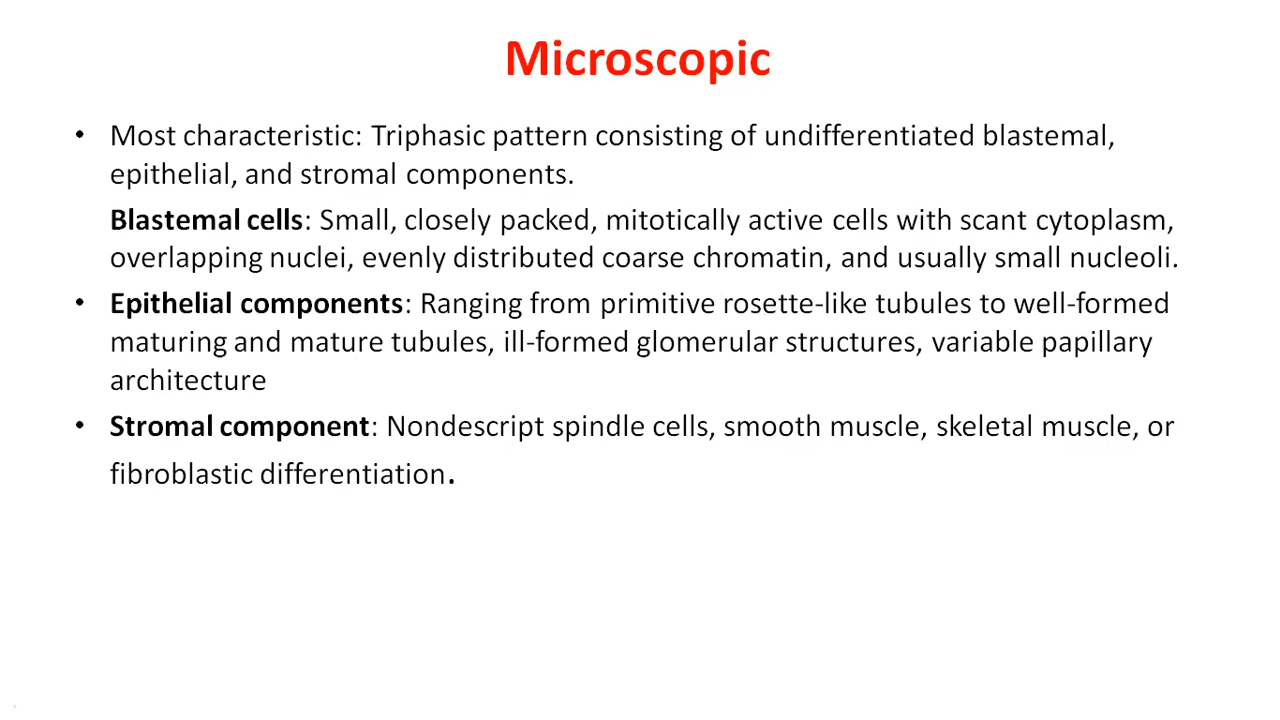 Microscopic
• Most characteristic: Triphasic pattern consisting of undifferentiated blastemal,
epithelial, and stromal components.
Blastemal cells: Small, closely packed, mitotically active cells with scant cytoplasm,
overlapping nuclei, evenly distributed coarse chromatin, and usually small nucleoli.
• Epithelial components: Ranging from primitive rosette-like tubules to well-formed
maturing and mature tubules, ill-formed glomerular structures, variable papillary
architecture
• Stromal component: Nondescript spindle cells, smooth muscle, skeletal muscle, or
fibroblastic differentiation.